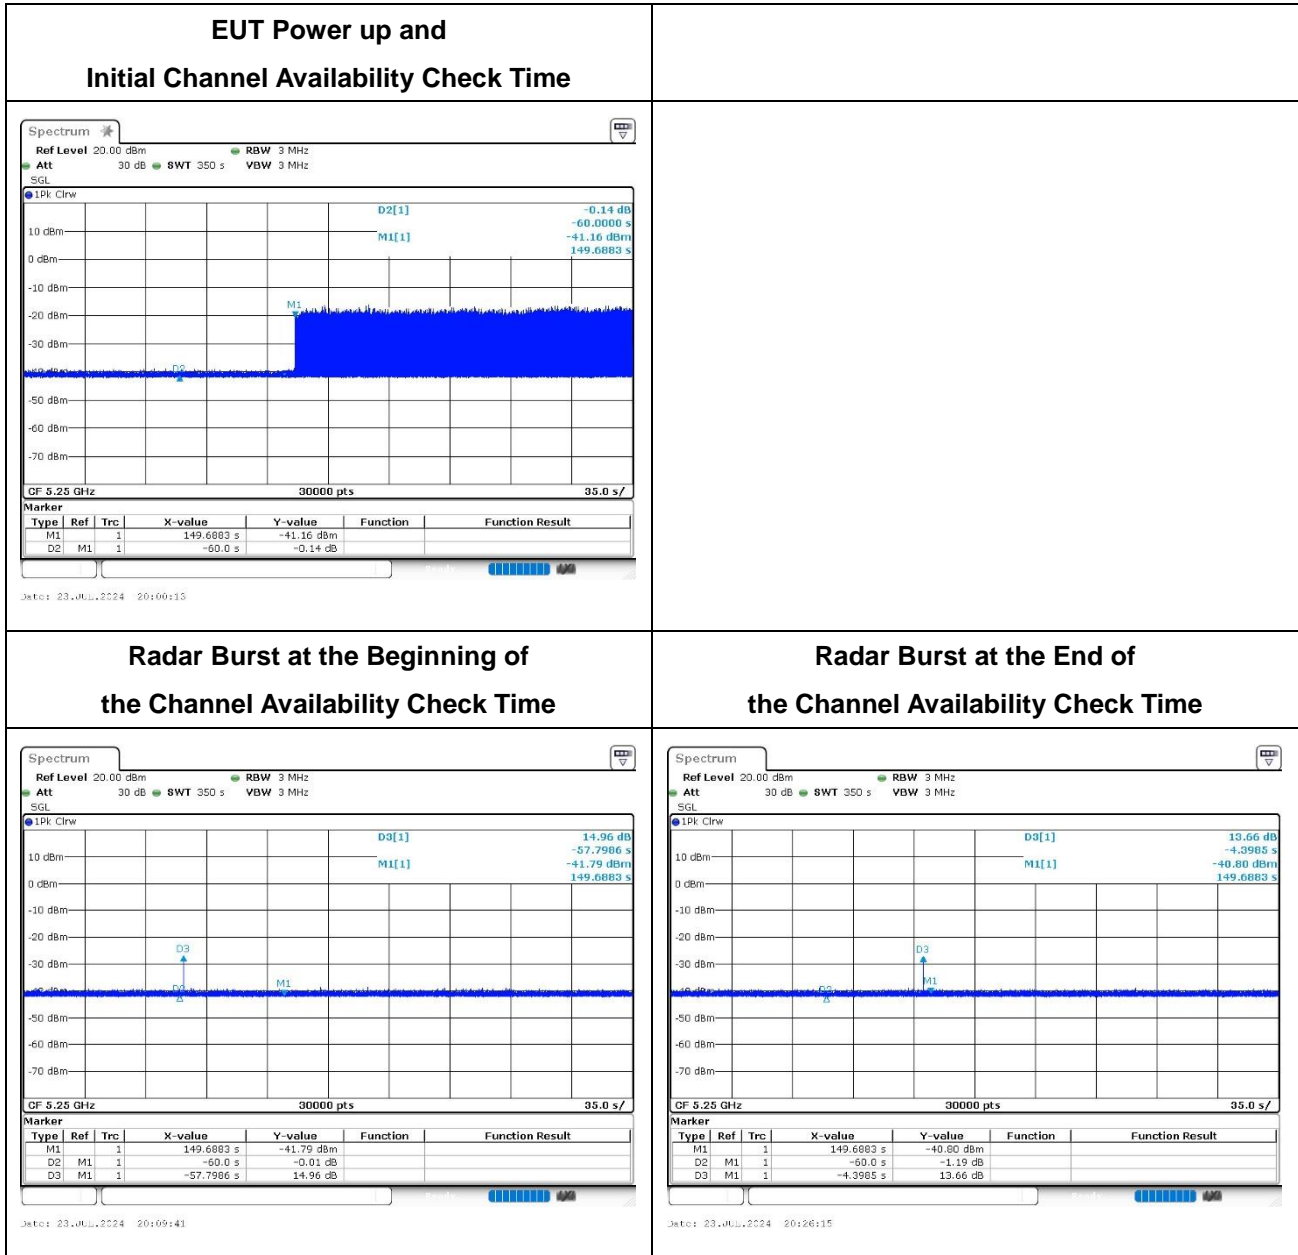 EUT Power up and
Initial Channel Availability Check Time
Spectrum
Ref Level 20.00 dBm RBW 3 MHz
Att 30 dB SWT 350 s VBW 3 MHz
SGL
1Pk Clrw
D2[1] -0.14 dB
-60.0000 s
10 dBm M1[1] -41.16 dBm
149.6883 s
0 dBm
-10 dBm
M1
-20 dBm
-30 dBm
D2
-50 dBm
-60 dBm
-70 dBm
CF 5.25 GHz 30000 pts 35.0 s/
Marker
Type Ref Trc X-value Y-value Function Function Result
M1 1 149.6883 s -41.16 dBm
D2 M1 1 -60.0 s -0.14 dB
Date: 23.JUL.2024 20:00:13
Radar Burst at the Beginning of
the Channel Availability Check Time
Spectrum
Ref Level 20.00 dBm RBW 3 MHz
Att 30 dB SWT 350 s VBW 3 MHz
SGL
1Pk Clrw
D3[1] 14.96 dB
-57.7986 s
10 dBm M1[1] -41.79 dBm
149.6883 s
0 dBm
-10 dBm
-20 dBm
D3
-30 dBm
M1
D2
-50 dBm
-60 dBm
-70 dBm
CF 5.25 GHz 30000 pts 35.0 s/
Marker
Type Ref Trc X-value Y-value Function Function Result
M1 1 149.6883 s -41.79 dBm
D2 M1 1 -60.0 s -0.01 dB
D3 M1 1 -57.7986 s 14.96 dB
Date: 23.JUL.2024 20:09:41
Radar Burst at the End of
the Channel Availability Check Time
Spectrum
Ref Level 20.00 dBm RBW 3 MHz
Att 30 dB SWT 350 s VBW 3 MHz
SGL
1Pk Clrw
D3[1] 13.66 dB
-4.3985 s
10 dBm M1[1] -40.80 dBm
149.6883 s
0 dBm
-10 dBm
-20 dBm
D3
-30 dBm
M1
D2
-50 dBm
-60 dBm
-70 dBm
CF 5.25 GHz 30000 pts 35.0 s/
Marker
Type Ref Trc X-value Y-value Function Function Result
M1 1 149.6883 s -40.80 dBm
D2 M1 1 -60.0 s -1.19 dB
D3 M1 1 -4.3985 s 13.66 dB
Date: 23.JUL.2024 20:26:15